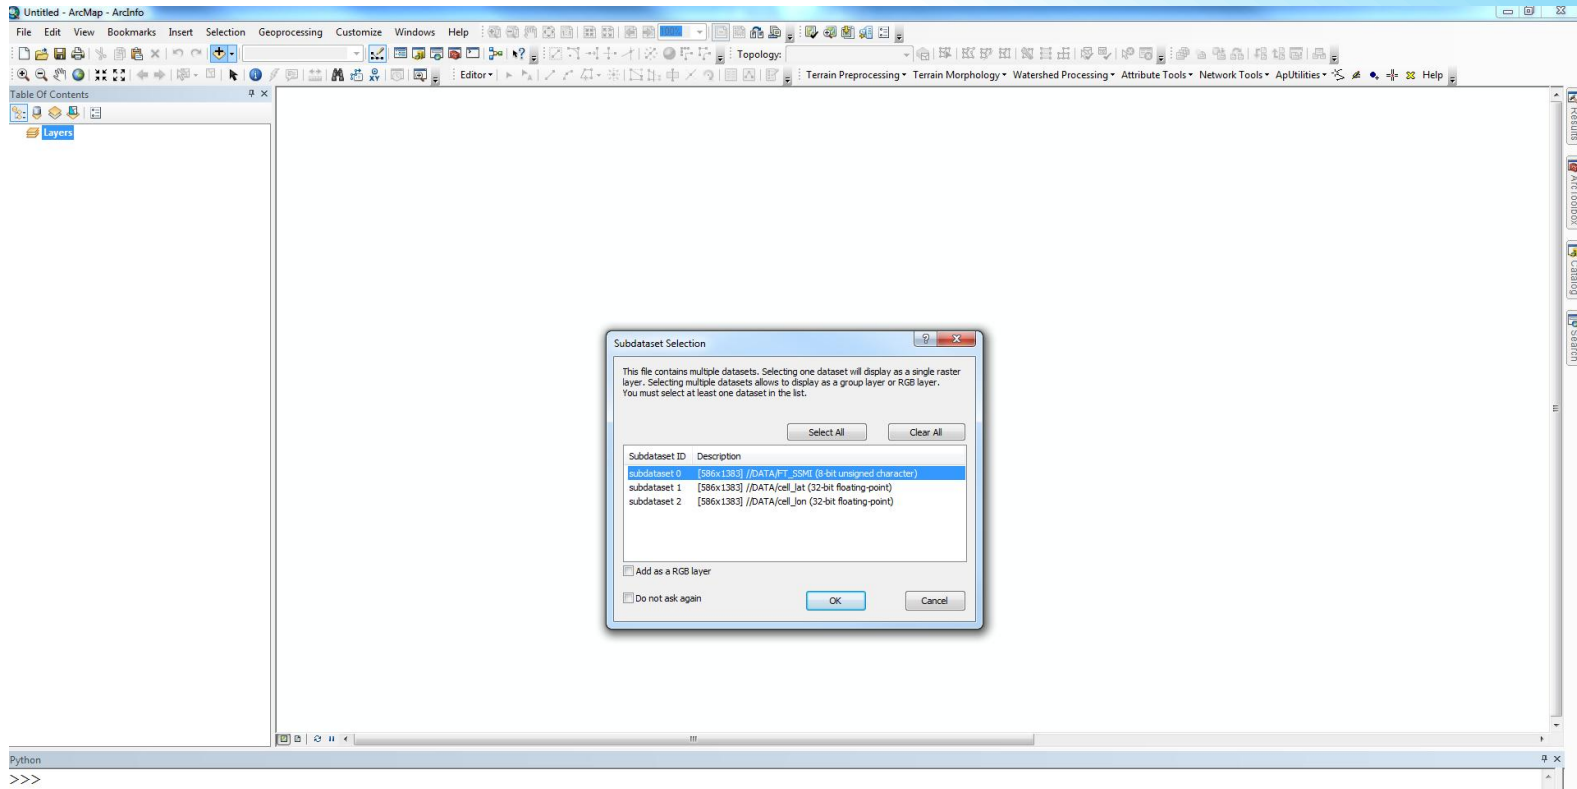 Untitled - ArcMap - ArcInfo
File Edit View Bookmarks Insert Selection Geoprocessing Customize Windows Help 100%
Topology:
Editor Terrain Preprocessing Terrain Morphology Watershed Processing Attribute Tools Network Tools ApUtilities Help
Table Of Contents
Layers
Results
ArcToolbox
Catalog
Search
Subdataset Selection
This file contains multiple datasets. Selecting one dataset will display as a single raster
layer. Selecting multiple datasets allows to display as a group layer or RGB layer.
You must select at least one dataset in the list.
Select All Clear All
Subdataset ID Description
subdataset 0 [586x1383] //DATA/FT_SSMI (8-bit unsigned character)
subdataset 1 [586x1383] //DATA/cell_lat (32-bit floating-point)
subdataset 2 [586x1383] //DATA/cell_lon (32-bit floating-point)
Add as a RGB layer
Do not ask again
OK Cancel
Python
>>>